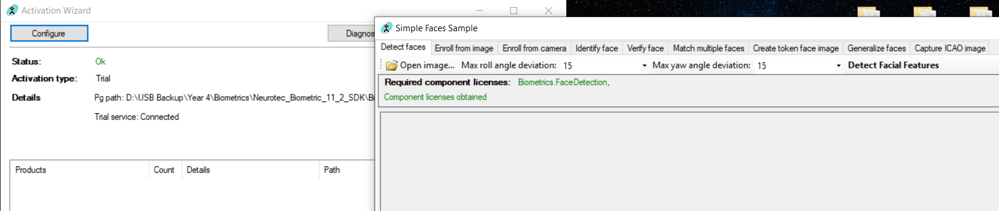 Activation Wizard
Configure
Diagnos
Status: Ok
Activation type: Trial
Details Pg path: D:\USB Backup\Year 4\Biometrics\Neurotec_Biometric_11_2_SDK\Bi
Trial service: Connected
Products Count Details Path
Simple Faces Sample
Detect faces Enroll from image Enroll from camera Identify face Verify face Match multiple faces Create token face image Generalize faces Capture ICAO image
Open image... Max roll angle deviation: 15 Max yaw angle deviation: 15 Detect Facial Features
Required component licenses: Biometrics.FaceDetection,
Component licenses obtained